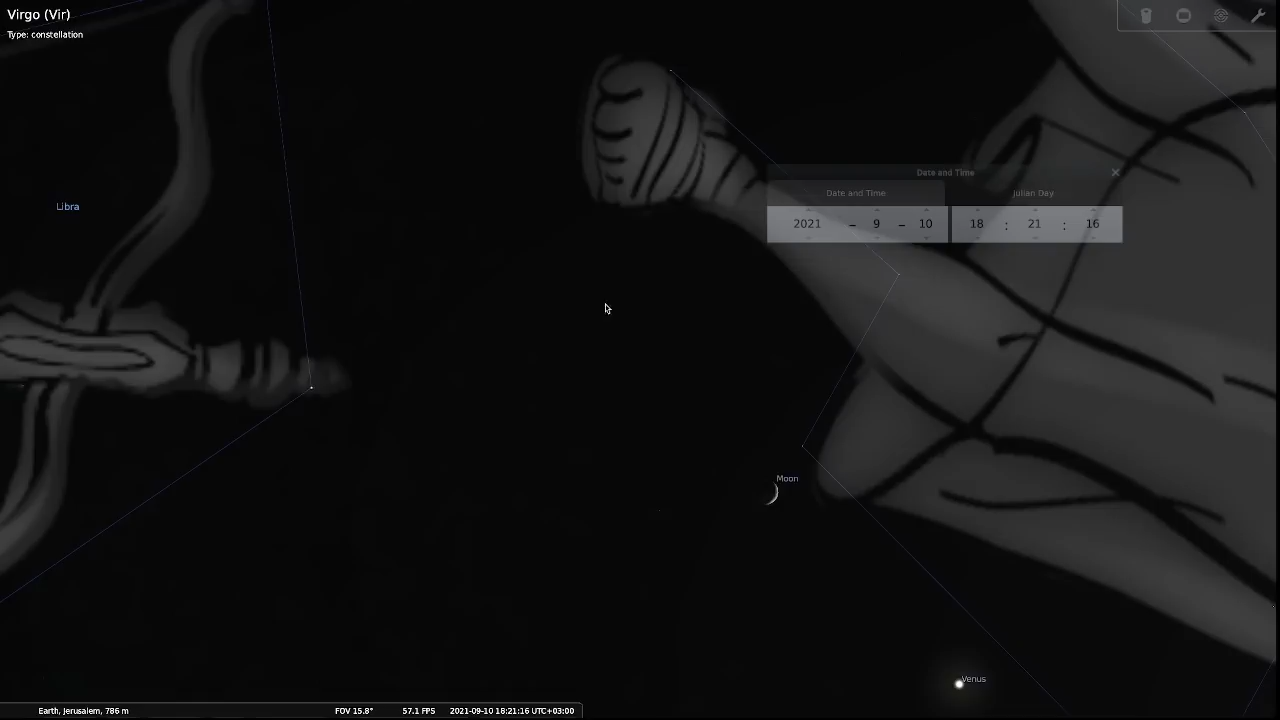 Virgo (Vir)
Type: constellation
Date and Time
Date and Time
Julian Day
2021 – 9 – 10
18 : 21 : 16
Libra
Moon
Venus
Earth, Jerusalem, 786 m
FOV 15.8°
57.1 FPS
2021-09-10 18:21:16 UTC+03:00